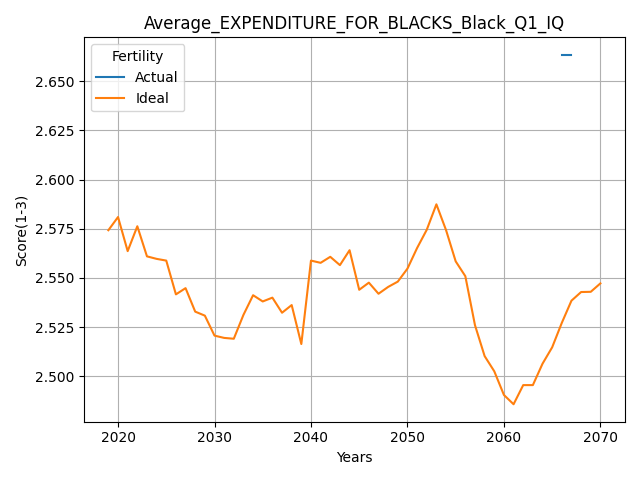 Average_EXPENDITURE_FOR_BLACKS_Black_Q1_IQ
Fertility
Actual
Ideal
2.650
2.625
2.600
2.575
2.550
2.525
2.500
Score(1-3)
2020 2030 2040 2050 2060 2070
Years